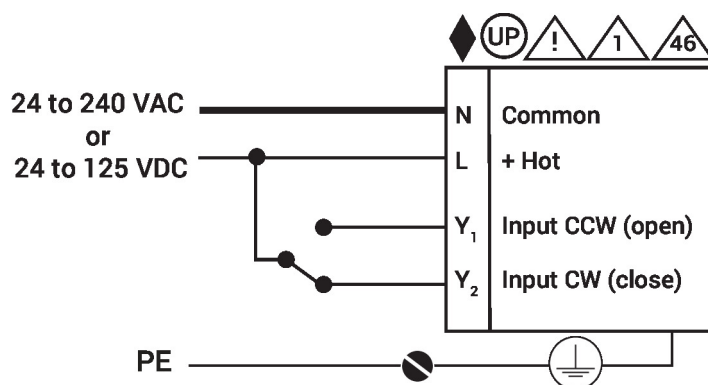 UP ! 1 46
24 to 240 VAC
or
24 to 125 VDC
N Common
L + Hot
Y1 Input CCW (open)
Y2 Input CW (close)
PE